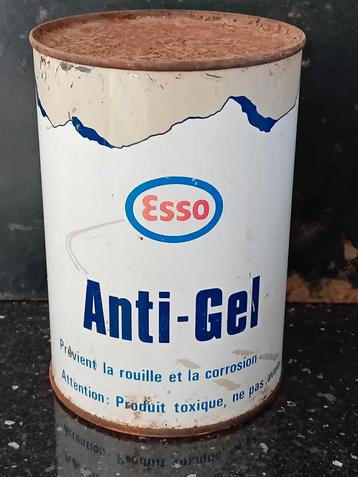 Esso
Anti-Gel
Prévient la rouille et la corrosion
Attention: Produit toxique, ne pas